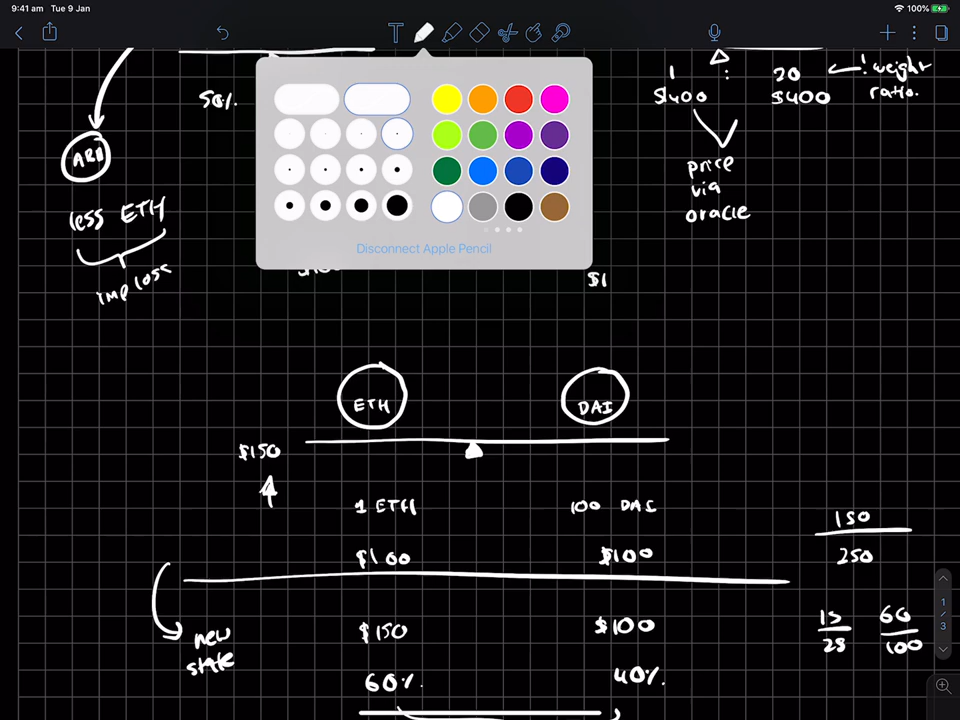 9:41 am Tue 9 Jan
100%
50%
1 : 20 ! weight
$400 $400 ratio.
ARB
price
via
oracle
less ETH
imp loss
$1
Disconnect Apple Pencil
ETH DAI
$150
1 ETH 100 DAI
$100 $100
150
250
new
state
$150 $100
60% 40%
15 60
25 100
1
/
3